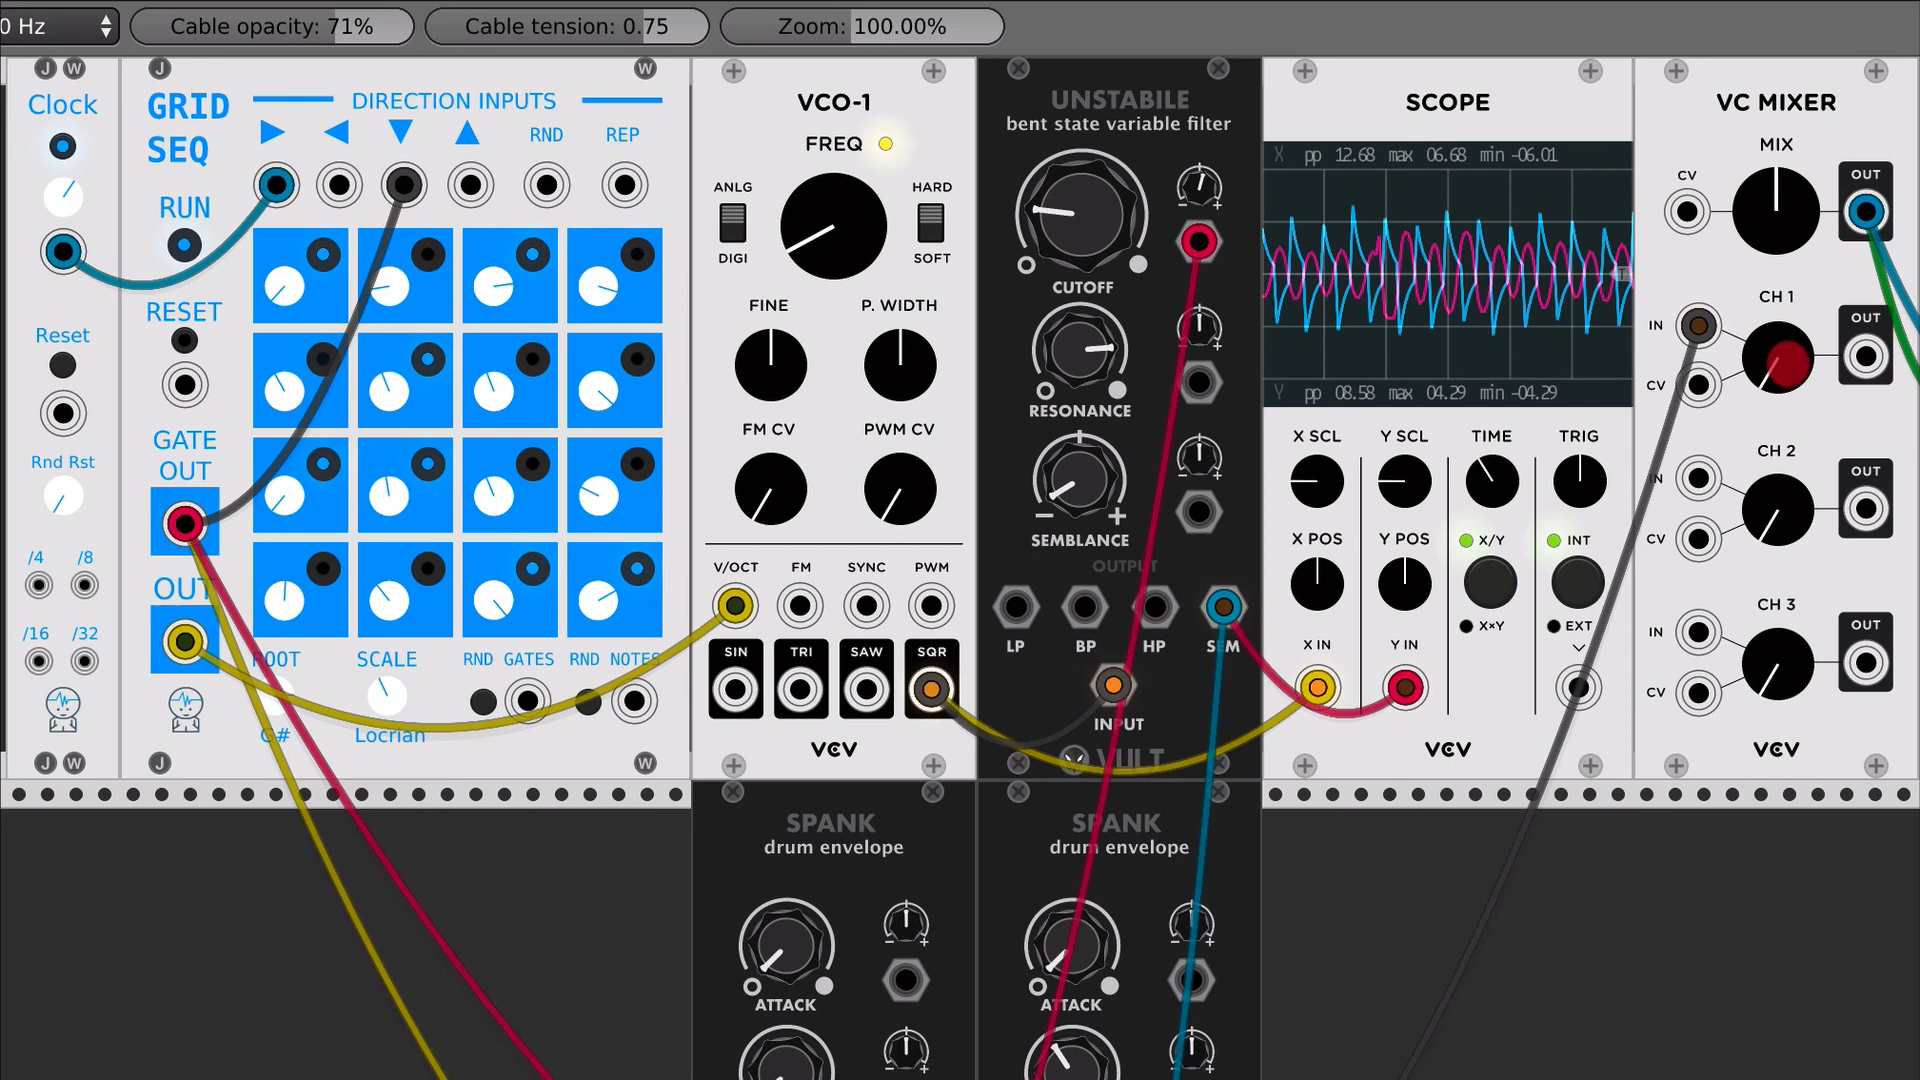 0 Hz
Cable opacity: 71%
Cable tension: 0.75
Zoom: 100.00%
J W
Clock
Reset
Rnd Rst
/4 /8
/16 /32
J W
J W
GRID
SEQ
DIRECTION INPUTS
RND REP
RUN
RESET
GATE
OUT
OUT
ROOT SCALE RND GATES RND NOTES
G# Locrian
J W
VCO-1
FREQ
ANLG HARD
DIGI SOFT
FINE P. WIDTH
FM CV PWM CV
V/OCT FM SYNC PWM
SIN TRI SAW SQR
VCV
UNSTABILE
bent state variable filter
CUTOFF
RESONANCE
SEMBLANCE
OUTPUT
LP BP HP SEM
INPUT
VULT
SCOPE
X pp 12.68 max 06.68 min -06.01
T
Y pp 08.58 max 04.29 min -04.29
X SCL Y SCL TIME TRIG
X POS Y POS X/Y INT
X×Y EXT
X IN Y IN
VCV
VC MIXER
MIX
CV OUT
CH 1
IN OUT
CV
CH 2
IN OUT
CV
CH 3
IN OUT
CV
VCV
SPANK
drum envelope
ATTACK
SPANK
drum envelope
ATTACK